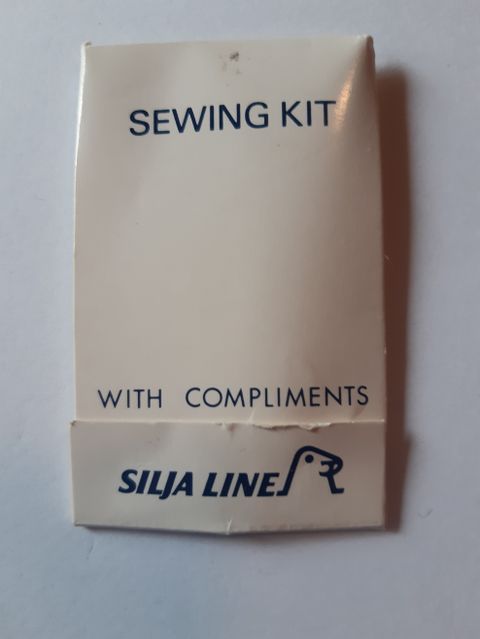 SEWING KIT
WITH COMPLIMENTS
SILJA LINE